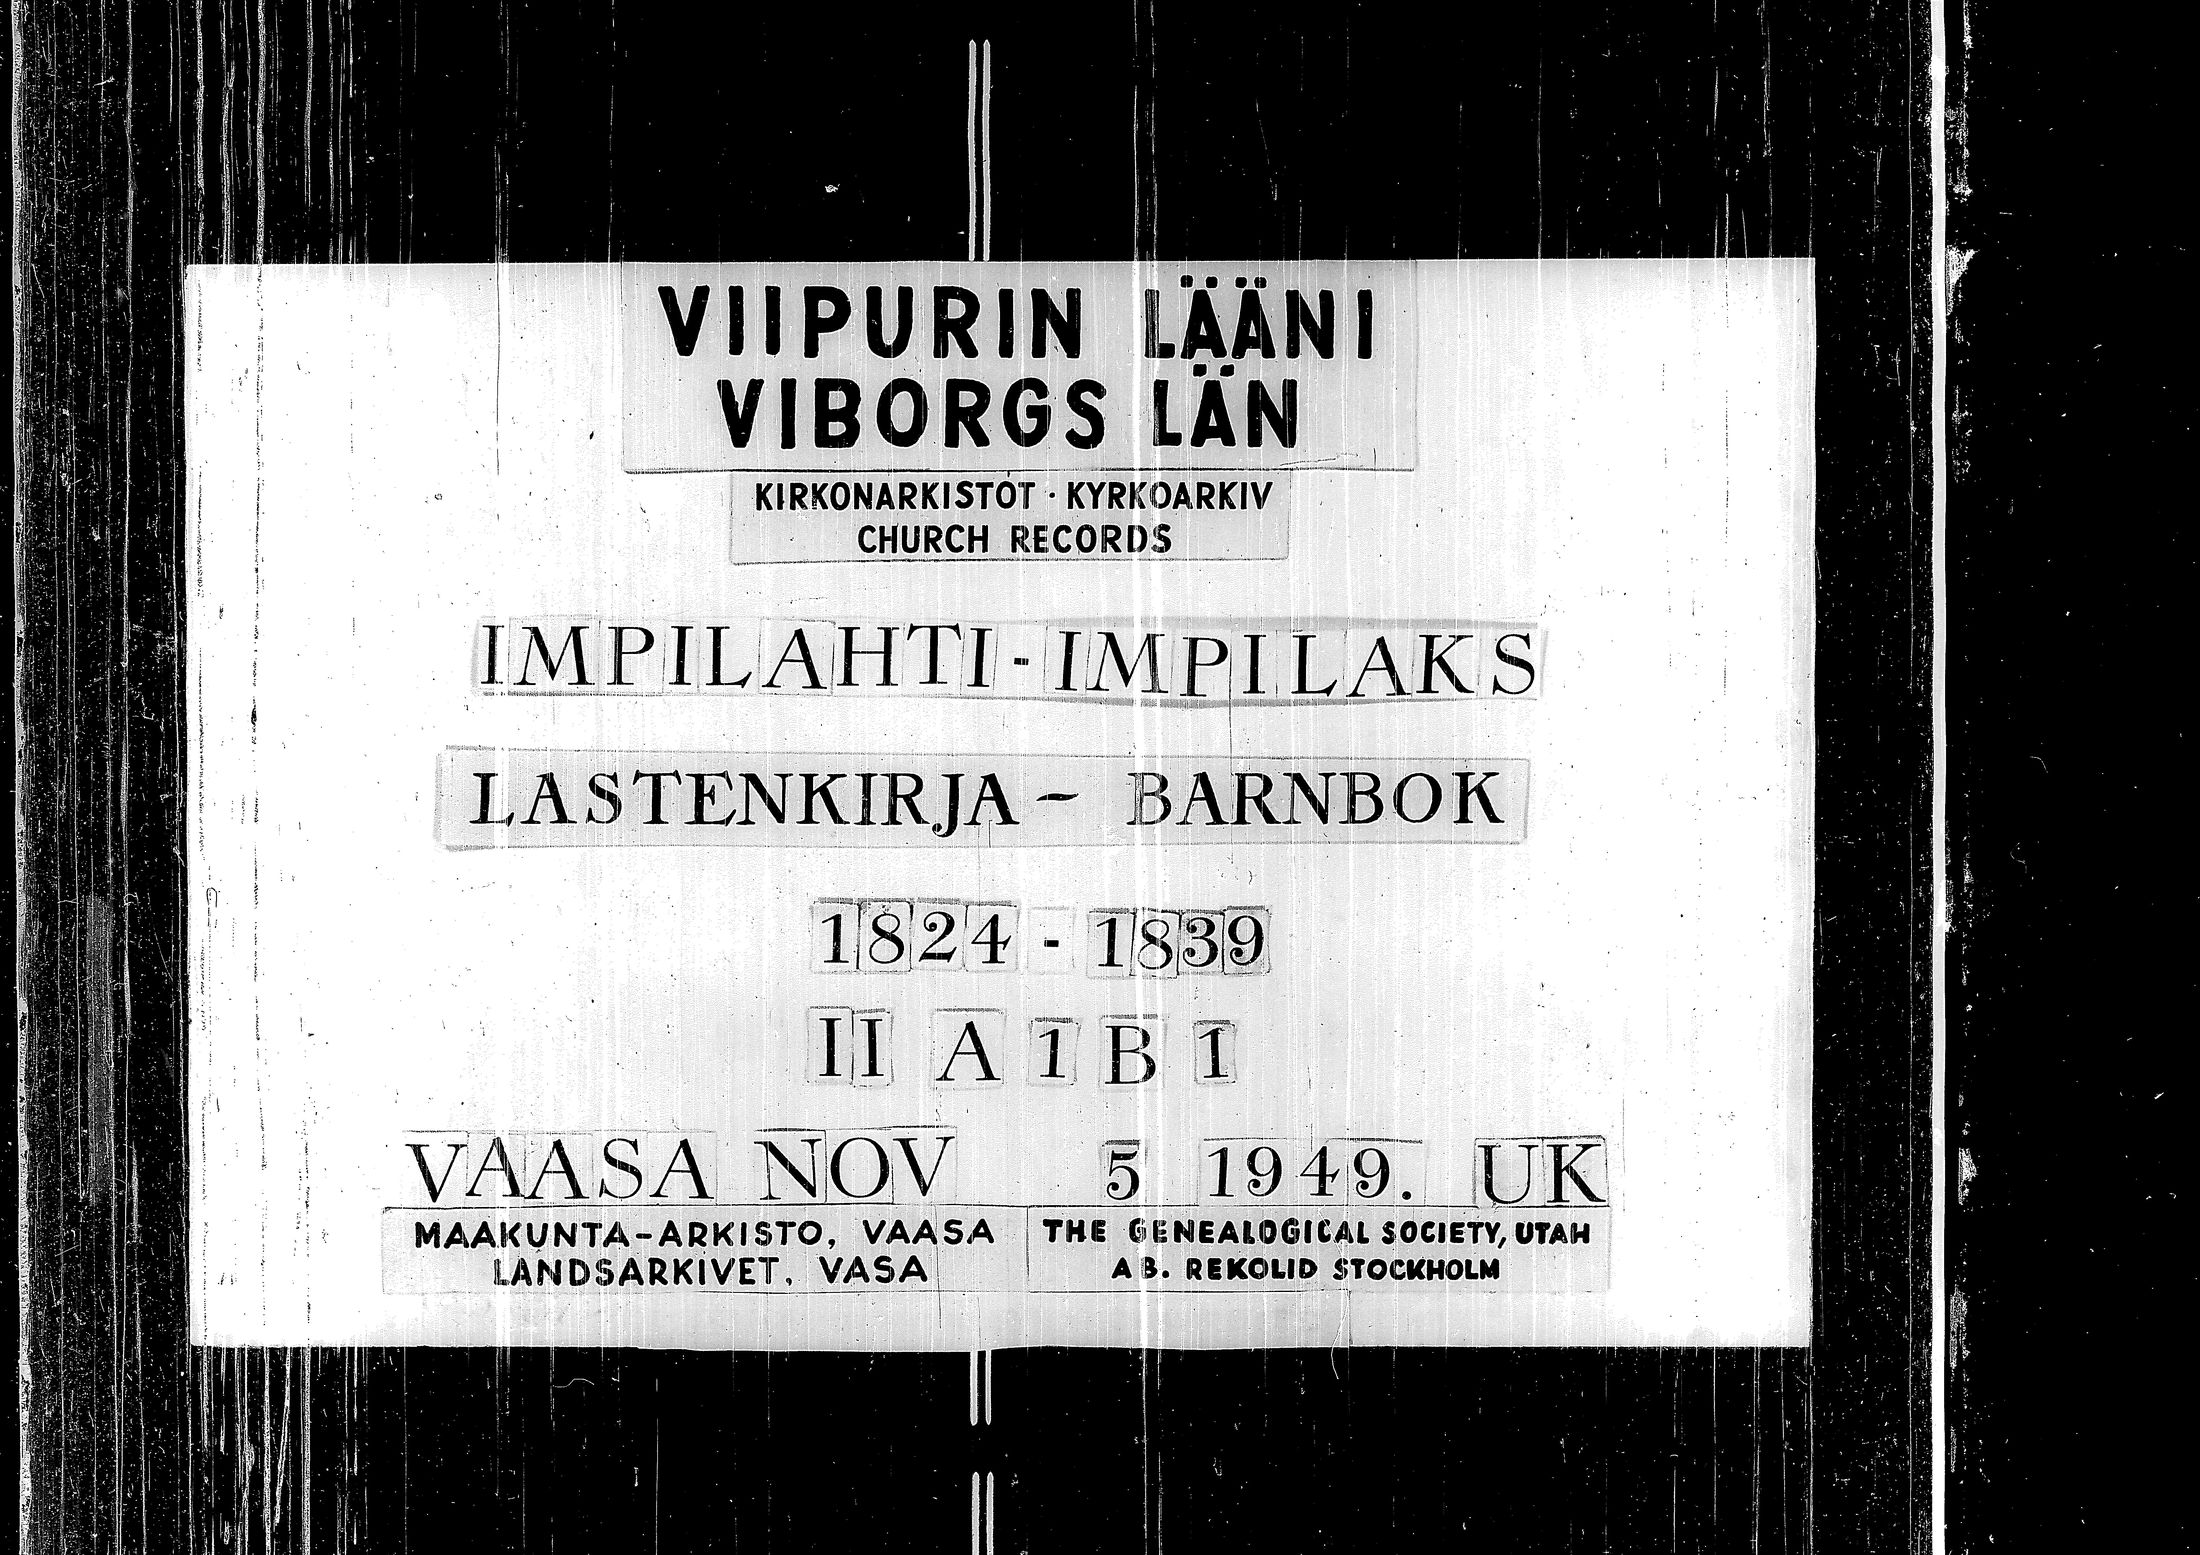 VIIPURIN LÄÄNI
VIBORGS LÄN
KIRKONARKISTOT · KYRKOARKIV
CHURCH RECORDS
IMPILAHTI - IMPILAKS
LASTENKIRJA - BARNBOK
1824 - 1839
II A 1 B 1
VAASA NOV 5 1949. UK
MAAKUNTA-ARKISTO, VAASA
LANDSARKIVET, VASA
THE GENEALOGICAL SOCIETY, UTAH
AB. REKOLID STOCKHOLM